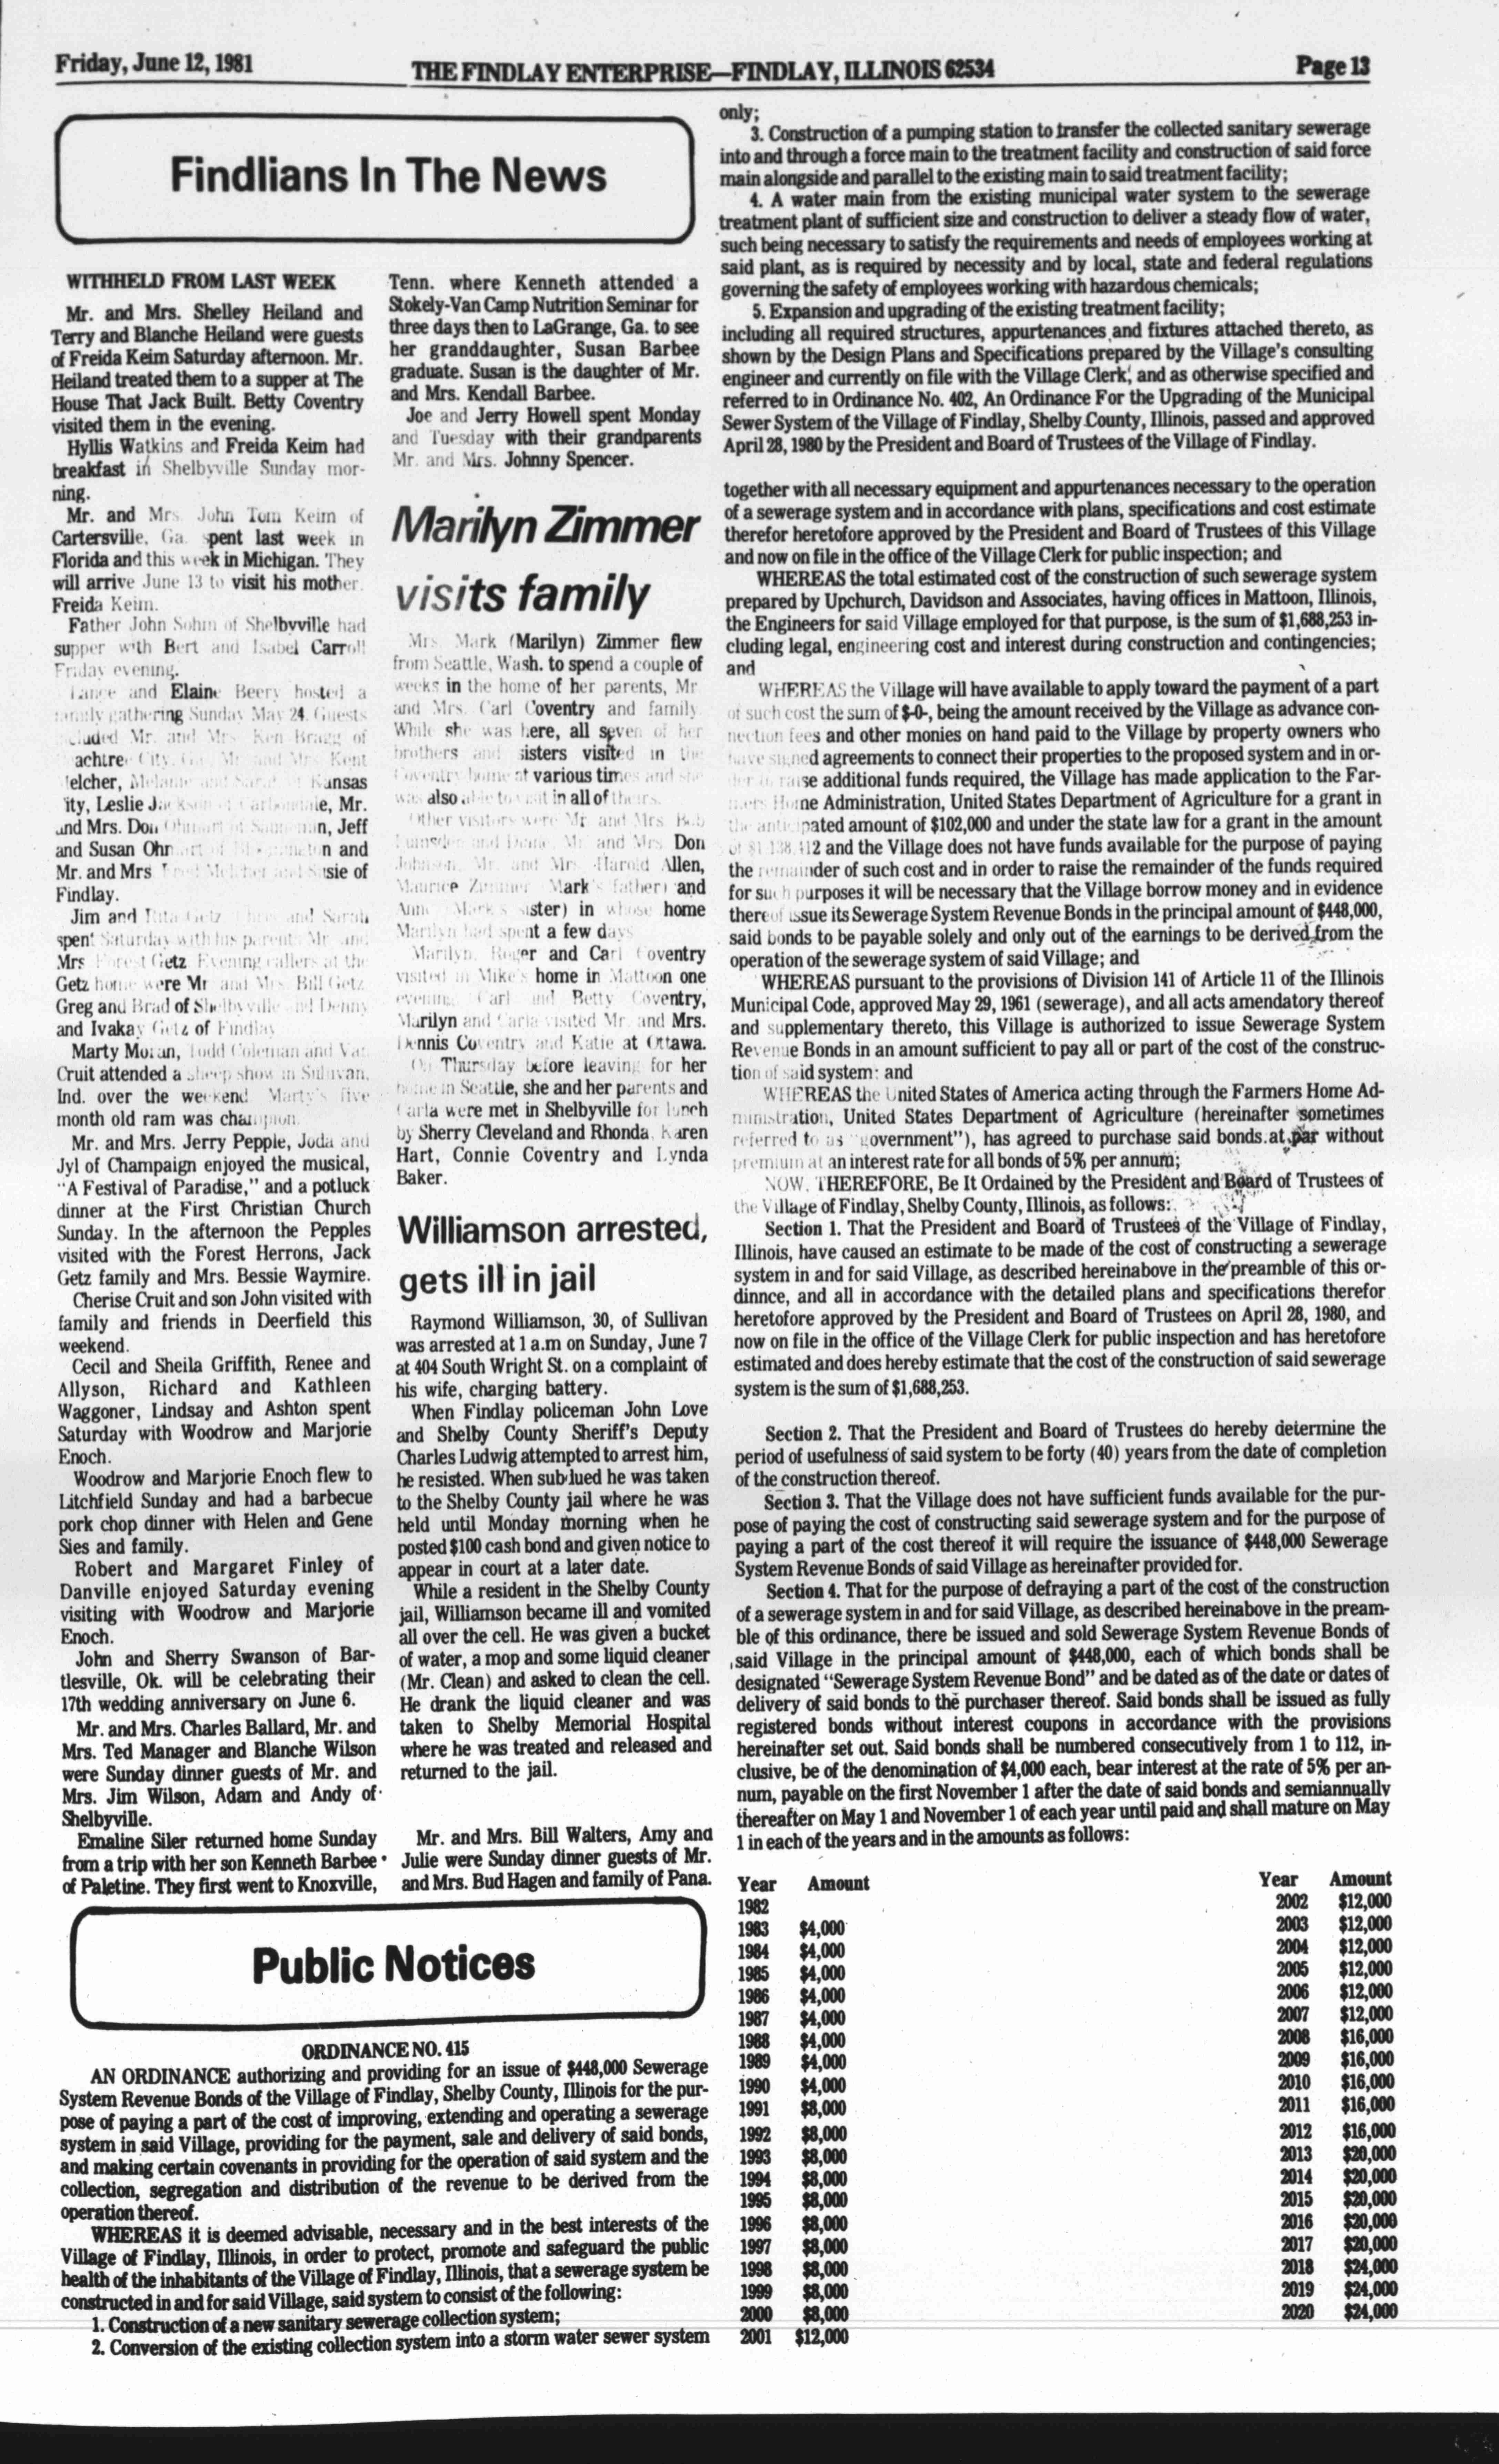 Friday, June 12, 1981
THE FINDLAY ENTERPRISE—FINDLAY, ILLINOIS 62534
Page 13
Findlians In The News
WITHHELD FROM LAST WEEK
Mr. and Mrs. Shelley Heiland and
Terry and Blanche Heiland were guests
of Freida Keim Saturday afternoon. Mr.
Heiland treated them to a supper at The
House That Jack Built. Betty Coventry
visited them in the evening.
Hyllis Watkins and Freida Keim had
breakfast in Shelbyville Sunday mor-
ning.
Mr. and Mrs. John Tom Keim of
Cartersville, Ga. spent last week in
Florida and this week in Michigan. They
will arrive June 13 to visit his mother,
Freida Keim.
Father John Sohm of Shelbyville had
supper with Bert and Isabel Carroll
Friday evening.
Lance and Elaine Beery hosted a
family gathering Sunday May 24. Guests
included Mr. and Mrs. Ken Bragg of
achtree City, Ga., Mr. and Mrs. Kent
elcher, Melanie and Sarah of Kansas
ity, Leslie Jackson of Carbondale, Mr.
and Mrs. Don Ohmart of n, Jeff
and Susan Ohmart of Bloomington and
Mr. and Mrs. Fred Melcher and Susie of
Findlay.
Jim and Rita Getz, Chris and Sarah
spent Saturday with his parents Mr. and
Mrs. Forest Getz. Evening callers at the
Getz home were Mr. and Mrs. Bill Getz,
Greg and Brad of Shelbyville and Denny
and Ivakay Getz of Findlay.
Marty Moran, Todd Coleman and Val
Cruit attended a sheep show in Sullivan,
Ind. over the weekend. Marty's five
month old ram was champion.
Mr. and Mrs. Jerry Pepple, Joda and
Jyl of Champaign enjoyed the musical,
"A Festival of Paradise," and a potluck
dinner at the First Christian Church
Sunday. In the afternoon the Pepples
visited with the Forest Herrons, Jack
Getz family and Mrs. Bessie Waymire.
Cherise Cruit and son John visited with
family and friends in Deerfield this
weekend.
Cecil and Sheila Griffith, Renee and
Allyson, Richard and Kathleen
Waggoner, Lindsay and Ashton spent
Saturday with Woodrow and Marjorie
Enoch.
Woodrow and Marjorie Enoch flew to
Litchfield Sunday and had a barbecue
pork chop dinner with Helen and Gene
Sies and family.
Robert and Margaret Finley of
Danville enjoyed Saturday evening
visiting with Woodrow and Marjorie
Enoch.
John and Sherry Swanson of Bar-
tlesville, Ok. will be celebrating their
17th wedding anniversary on June 6.
Mr. and Mrs. Charles Ballard, Mr. and
Mrs. Ted Manager and Blanche Wilson
were Sunday dinner guests of Mr. and
Mrs. Jim Wilson, Adam and Andy of
Shelbyville.
Emaline Siler returned home Sunday
from a trip with her son Kenneth Barbee
of Paletine. They first went to Knoxville,
Tenn. where Kenneth attended a
Stokely-Van Camp Nutrition Seminar for
three days then to LaGrange, Ga. to see
her granddaughter, Susan Barbee
graduate. Susan is the daughter of Mr.
and Mrs. Kendall Barbee.
Joe and Jerry Howell spent Monday
and Tuesday with their grandparents
Mr. and Mrs. Johnny Spencer.
Marilyn Zimmer
visits family
Mrs. Mark (Marilyn) Zimmer flew
from Seattle, Wash. to spend a couple of
weeks in the home of her parents, Mr.
and Mrs. Carl Coventry and family.
While she was here, all seven of her
brothers and sisters visited in the
Coventry home at various times and she
was also able to visit in all of theirs.
Other visitors were Mr. and Mrs. Bob
Lumsden and Diane, Mr. and Mrs. Don
Johnson, Mr. and Mrs. Harold Allen,
Maurice Zimmer (Mark's father) and
Ann (Mark's sister) in whose home
Marilyn had spent a few days.
Marilyn, Roger and Carl Coventry
visited in Mike's home in Mattoon one
evening. Carl and Betty Coventry,
Marilyn and Carla visited Mr. and Mrs.
Dennis Coventry and Katie at Ottawa.
On Thursday before leaving for her
home in Seattle, she and her parents and
Carla were met in Shelbyville for lunch
by Sherry Cleveland and Rhonda, Karen
Hart, Connie Coventry and Lynda
Baker.
Williamson arrested,
gets ill in jail
Raymond Williamson, 30, of Sullivan
was arrested at 1 a.m on Sunday, June 7
at 404 South Wright St. on a complaint of
his wife, charging battery.
When Findlay policeman John Love
and Shelby County Sheriff's Deputy
Charles Ludwig attempted to arrest him,
he resisted. When subdued he was taken
to the Shelby County jail where he was
held until Monday morning when he
posted $100 cash bond and given notice to
appear in court at a later date.
While a resident in the Shelby County
jail, Williamson became ill and vomited
all over the cell. He was given a bucket
of water, a mop and some liquid cleaner
(Mr. Clean) and asked to clean the cell.
He drank the liquid cleaner and was
taken to Shelby Memorial Hospital
where he was treated and released and
returned to the jail.
Mr. and Mrs. Bill Walters, Amy and
Julie were Sunday dinner guests of Mr.
and Mrs. Bud Hagen and family of Pana.
Public Notices
ORDINANCE NO. 415
AN ORDINANCE authorizing and providing for an issue of $448,000 Sewerage
System Revenue Bonds of the Village of Findlay, Shelby County, Illinois for the pur-
pose of paying a part of the cost of improving, extending and operating a sewerage
system in said Village, providing for the payment, sale and delivery of said bonds,
and making certain covenants in providing for the operation of said system and the
collection, segregation and distribution of the revenue to be derived from the
operation thereof.
WHEREAS it is deemed advisable, necessary and in the best interests of the
Village of Findlay, Illinois, in order to protect, promote and safeguard the public
health of the inhabitants of the Village of Findlay, Illinois, that a sewerage system be
constructed in and for said Village, said system to consist of the following:
1. Construction of a new sanitary sewerage collection system;
2. Conversion of the existing collection system into a storm water sewer system
only;
3. Construction of a pumping station to transfer the collected sanitary sewerage
into and through a force main to the treatment facility and construction of said force
main alongside and parallel to the existing main to said treatment facility;
4. A water main from the existing municipal water system to the sewerage
treatment plant of sufficient size and construction to deliver a steady flow of water,
such being necessary to satisfy the requirements and needs of employees working at
said plant, as is required by necessity and by local, state and federal regulations
governing the safety of employees working with hazardous chemicals;
5. Expansion and upgrading of the existing treatment facility;
including all required structures, appurtenances and fixtures attached thereto, as
shown by the Design Plans and Specifications prepared by the Village's consulting
engineer and currently on file with the Village Clerk, and as otherwise specified and
referred to in Ordinance No. 402, An Ordinance For the Upgrading of the Municipal
Sewer System of the Village of Findlay, Shelby County, Illinois, passed and approved
April 28, 1980 by the President and Board of Trustees of the Village of Findlay.
together with all necessary equipment and appurtenances necessary to the operation
of a sewerage system and in accordance with plans, specifications and cost estimate
therefor heretofore approved by the President and Board of Trustees of this Village
and now on file in the office of the Village Clerk for public inspection; and
WHEREAS the total estimated cost of the construction of such sewerage system
prepared by Upchurch, Davidson and Associates, having offices in Mattoon, Illinois,
the Engineers for said Village employed for that purpose, is the sum of $1,688,253 in-
cluding legal, engineering cost and interest during construction and contingencies;
and
WHEREAS the Village will have available to apply toward the payment of a part
of such cost the sum of $-0-, being the amount received by the Village as advance con-
nection fees and other monies on hand paid to the Village by property owners who
have signed agreements to connect their properties to the proposed system and in or-
der to raise additional funds required, the Village has made application to the Far-
mers Home Administration, United States Department of Agriculture for a grant in
the anticipated amount of $102,000 and under the state law for a grant in the amount
of $1,138,412 and the Village does not have funds available for the purpose of paying
the remainder of such cost and in order to raise the remainder of the funds required
for such purposes it will be necessary that the Village borrow money and in evidence
thereof issue its Sewerage System Revenue Bonds in the principal amount of $448,000,
said bonds to be payable solely and only out of the earnings to be derived from the
operation of the sewerage system of said Village; and
WHEREAS pursuant to the provisions of Division 141 of Article 11 of the Illinois
Municipal Code, approved May 29, 1961 (sewerage), and all acts amendatory thereof
and supplementary thereto, this Village is authorized to issue Sewerage System
Revenue Bonds in an amount sufficient to pay all or part of the cost of the construc-
tion of said system: and
WHEREAS the United States of America acting through the Farmers Home Ad-
ministration, United States Department of Agriculture (hereinafter sometimes
referred to as "government"), has agreed to purchase said bonds at par without
premium at an interest rate for all bonds of 5% per annum;
NOW, THEREFORE, Be It Ordained by the President and Board of Trustees of
the Village of Findlay, Shelby County, Illinois, as follows:
Section 1. That the President and Board of Trustees of the Village of Findlay,
Illinois, have caused an estimate to be made of the cost of constructing a sewerage
system in and for said Village, as described hereinabove in the preamble of this or-
dinnce, and all in accordance with the detailed plans and specifications therefor
heretofore approved by the President and Board of Trustees on April 28, 1980, and
now on file in the office of the Village Clerk for public inspection and has heretofore
estimated and does hereby estimate that the cost of the construction of said sewerage
system is the sum of $1,688,253.
Section 2. That the President and Board of Trustees do hereby determine the
period of usefulness of said system to be forty (40) years from the date of completion
of the construction thereof.
Section 3. That the Village does not have sufficient funds available for the pur-
pose of paying the cost of constructing said sewerage system and for the purpose of
paying a part of the cost thereof it will require the issuance of $448,000 Sewerage
System Revenue Bonds of said Village as hereinafter provided for.
Section 4. That for the purpose of defraying a part of the cost of the construction
of a sewerage system in and for said Village, as described hereinabove in the pream-
ble of this ordinance, there be issued and sold Sewerage System Revenue Bonds of
said Village in the principal amount of $448,000, each of which bonds shall be
designated "Sewerage System Revenue Bond" and be dated as of the date or dates of
delivery of said bonds to the purchaser thereof. Said bonds shall be issued as fully
registered bonds without interest coupons in accordance with the provisions
hereinafter set out. Said bonds shall be numbered consecutively from 1 to 112, in-
clusive, be of the denomination of $4,000 each, bear interest at the rate of 5% per an-
num, payable on the first November 1 after the date of said bonds and semiannually
thereafter on May 1 and November 1 of each year until paid and shall mature on May
1 in each of the years and in the amounts as follows:
Year Amount
1982
1983 $4,000
1984 $4,000
1985 $4,000
1986 $4,000
1987 $4,000
1988 $4,000
1989 $4,000
1990 $4,000
1991 $8,000
1992 $8,000
1993 $8,000
1994 $8,000
1995 $8,000
1996 $8,000
1997 $8,000
1998 $8,000
1999 $8,000
2000 $8,000
2001 $12,000
Year Amount
2002 $12,000
2003 $12,000
2004 $12,000
2005 $12,000
2006 $12,000
2007 $12,000
2008 $16,000
2009 $16,000
2010 $16,000
2011 $16,000
2012 $16,000
2013 $20,000
2014 $20,000
2015 $20,000
2016 $20,000
2017 $20,000
2018 $24,000
2019 $24,000
2020 $24,000